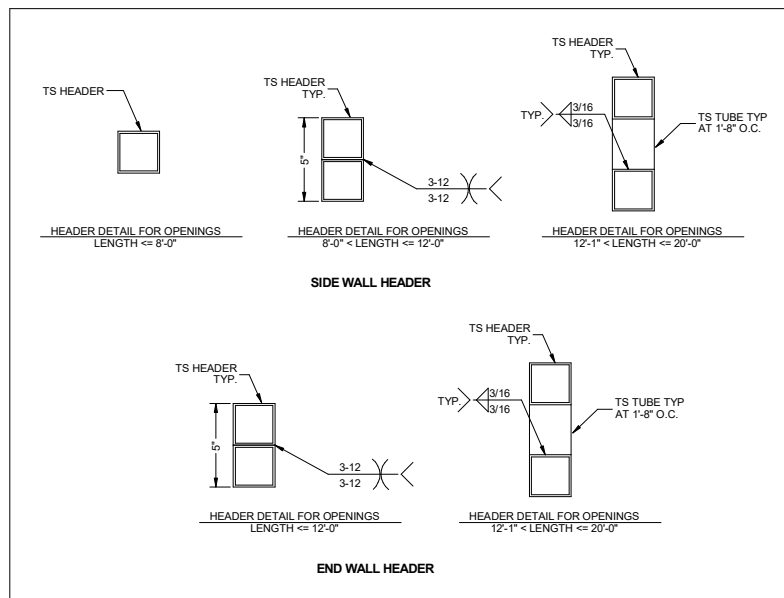 TS HEADER
HEADER DETAIL FOR OPENINGS
LENGTH <= 8'-0"
TS HEADER
TYP.
5"
3-12
3-12
HEADER DETAIL FOR OPENINGS
8'-0" < LENGTH <= 12'-0"
TS HEADER
TYP.
TYP.
3/16
3/16
TS TUBE TYP
AT 1'-8" O.C.
HEADER DETAIL FOR OPENINGS
12'-1" < LENGTH <= 20'-0"
SIDE WALL HEADER
TS HEADER
TYP.
5"
3-12
3-12
HEADER DETAIL FOR OPENINGS
LENGTH <= 12'-0"
TS HEADER
TYP.
TYP.
3/16
3/16
TS TUBE TYP
AT 1'-8" O.C.
HEADER DETAIL FOR OPENINGS
12'-1" < LENGTH <= 20'-0"
END WALL HEADER